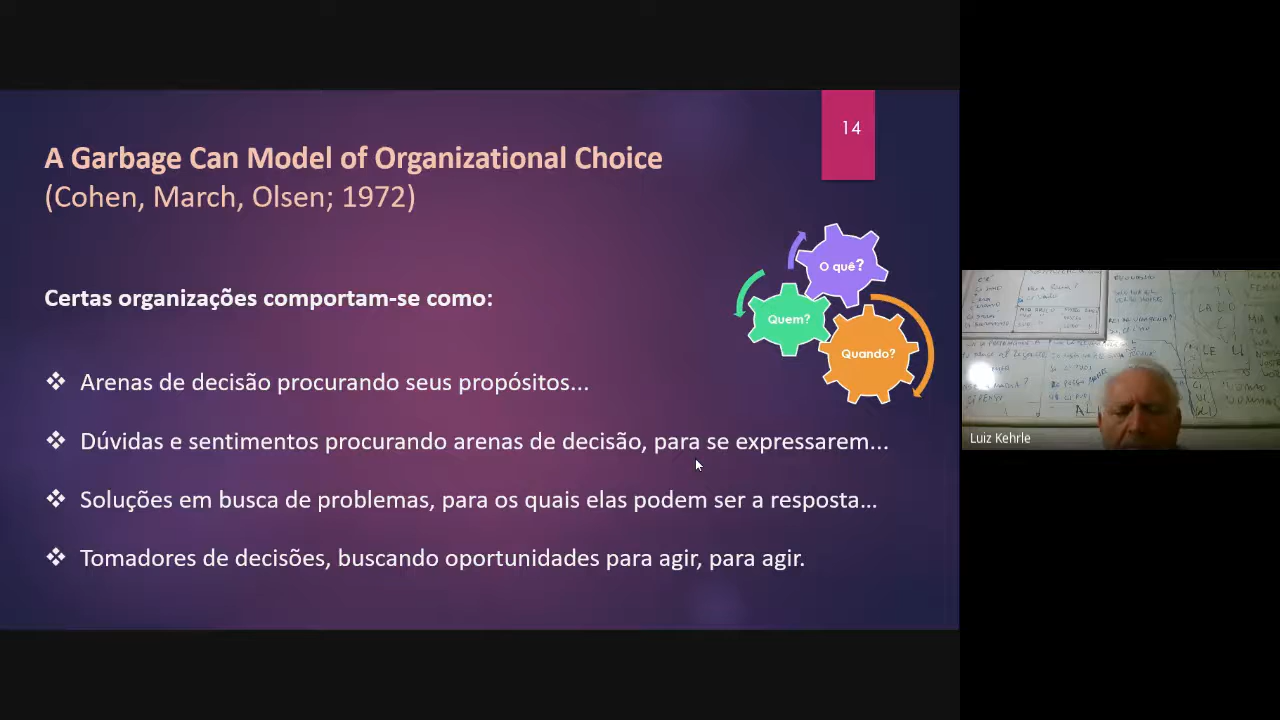 14
A Garbage Can Model of Organizational Choice
(Cohen, March, Olsen; 1972)
O quê?
Quem?
Quando?
Certas organizações comportam-se como:
❖ Arenas de decisão procurando seus propósitos...
❖ Dúvidas e sentimentos procurando arenas de decisão, para se expressarem...
❖ Soluções em busca de problemas, para os quais elas podem ser a resposta...
❖ Tomadores de decisões, buscando oportunidades para agir, para agir.
Luiz Kehrle